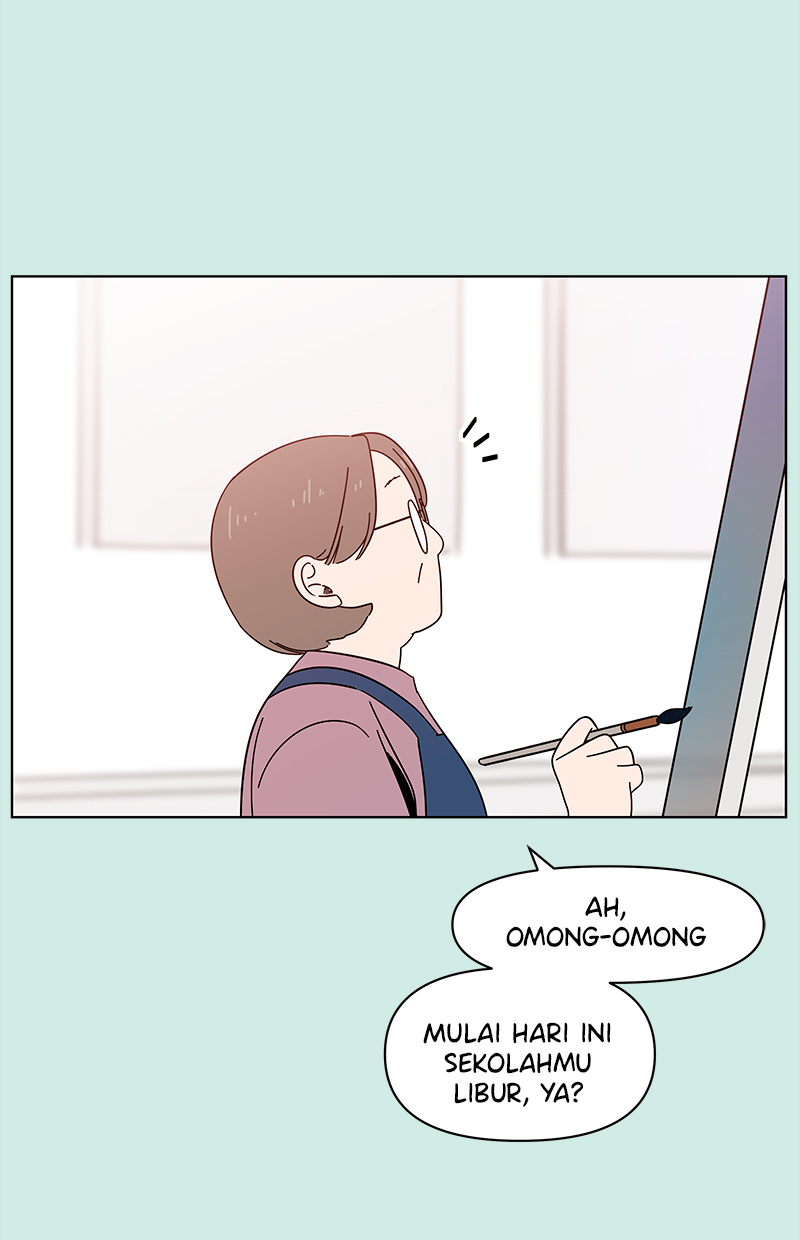 AH,
OMONG-OMONG
MULAI HARI INI
SEKOLAHMU
LIBUR, YA?